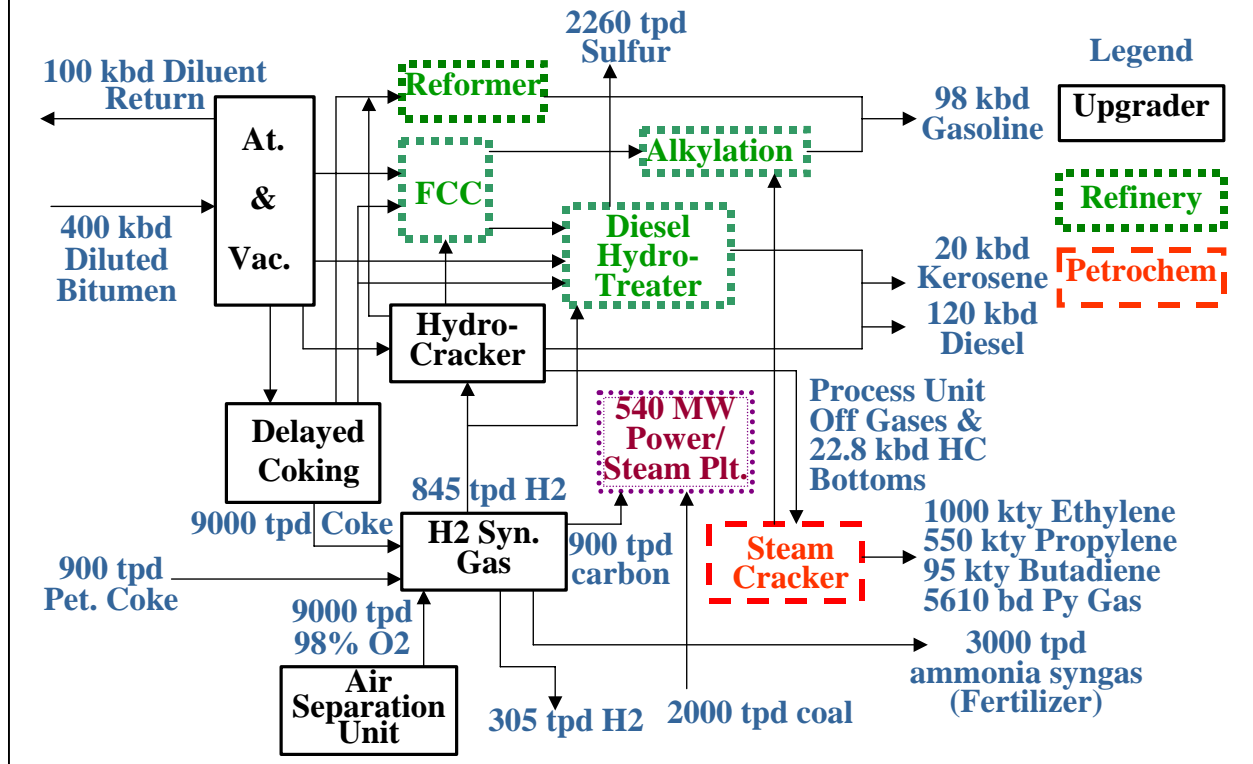 2260 tpd
Sulfur
Legend
100 kbd Diluent
Return
Reformer
98 kbd
Gasoline
Upgrader
At.
&
Vac.
Alkylation
FCC
Refinery
400 kbd
Diluted
Bitumen
Diesel
Hydro-
Treater
20 kbd
Kerosene
Petrochem
120 kbd
Diesel
Hydro-
Cracker
Process Unit
Off Gases &
22.8 kbd HC
Bottoms
540 MW
Power/
Steam Plt.
Delayed
Coking
845 tpd H2
9000 tpd Coke
H2 Syn.
Gas
900 tpd
carbon
Steam
Cracker
1000 kty Ethylene
550 kty Propylene
95 kty Butadiene
5610 bd Py Gas
900 tpd
Pet. Coke
9000 tpd
98% O2
3000 tpd
ammonia syngas
(Fertilizer)
Air
Separation
Unit
305 tpd H2
2000 tpd coal